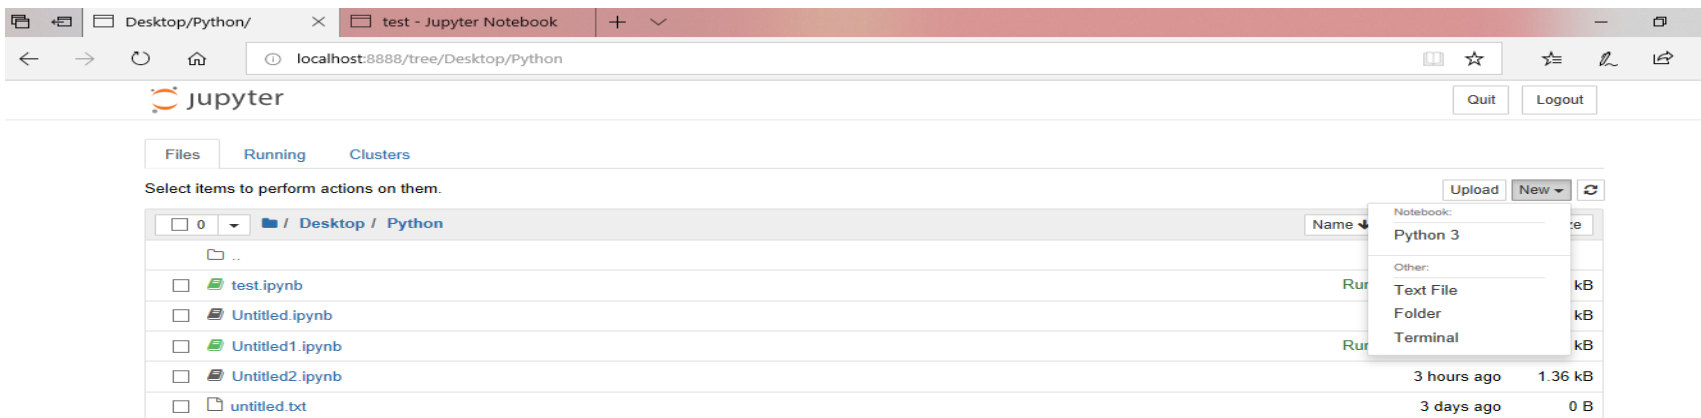 Desktop/Python/ test - Jupyter Notebook
localhost:8888/tree/Desktop/Python
jupyter Quit Logout
Files Running Clusters
Select items to perform actions on them. Upload New
0 / Desktop / Python Name ze
..
test.ipynb Run kB
Untitled.ipynb kB
Untitled1.ipynb Run kB
Untitled2.ipynb 3 hours ago 1.36 kB
untitled.txt 3 days ago 0 B
Notebook:
Python 3
Other:
Text File
Folder
Terminal